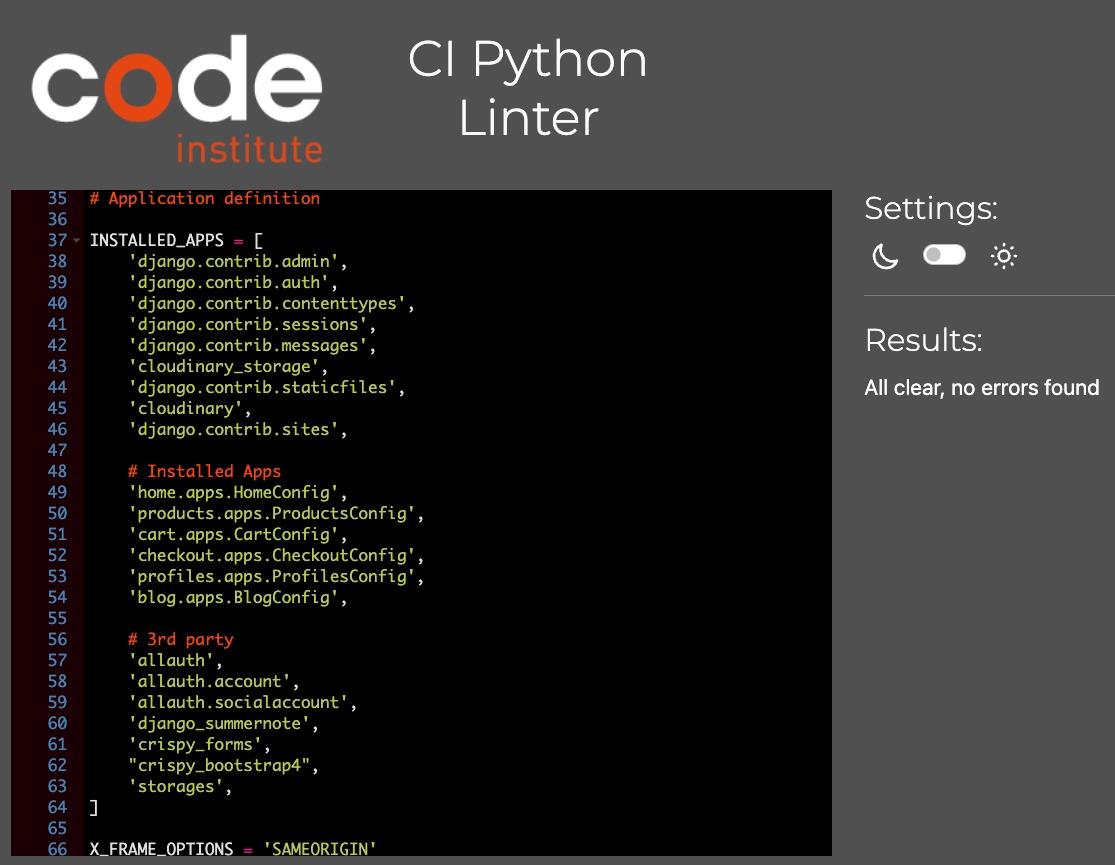 code
institute
CI Python
Linter
35 # Application definition
36
37 INSTALLED_APPS = [
38     'django.contrib.admin',
39     'django.contrib.auth',
40     'django.contrib.contenttypes',
41     'django.contrib.sessions',
42     'django.contrib.messages',
43     'cloudinary_storage',
44     'django.contrib.staticfiles',
45     'cloudinary',
46     'django.contrib.sites',
47
48     # Installed Apps
49     'home.apps.HomeConfig',
50     'products.apps.ProductsConfig',
51     'cart.apps.CartConfig',
52     'checkout.apps.CheckoutConfig',
53     'profiles.apps.ProfilesConfig',
54     'blog.apps.BlogConfig',
55
56     # 3rd party
57     'allauth',
58     'allauth.account',
59     'allauth.socialaccount',
60     'django_summernote',
61     'crispy_forms',
62     "crispy_bootstrap4",
63     'storages',
64 ]
65
66 X_FRAME_OPTIONS = 'SAMEORIGIN'
Settings:
Results:
All clear, no errors found